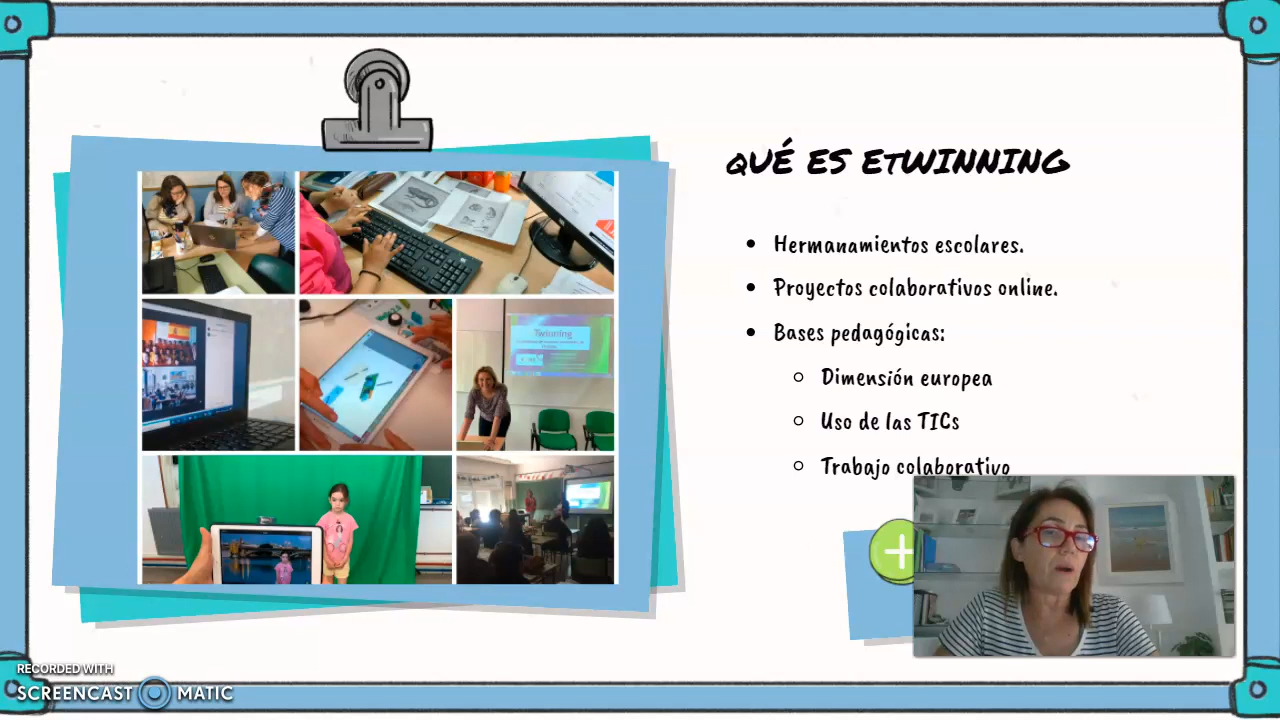 QUÉ ES ETWINNING
• Hermanamientos escolares.
• Proyectos colaborativos online.
• Bases pedagógicas:
○ Dimensión europea
○ Uso de las TICs
○ Trabajo colaborativo
Twinning
RECORDED WITH
SCREENCAST MATIC